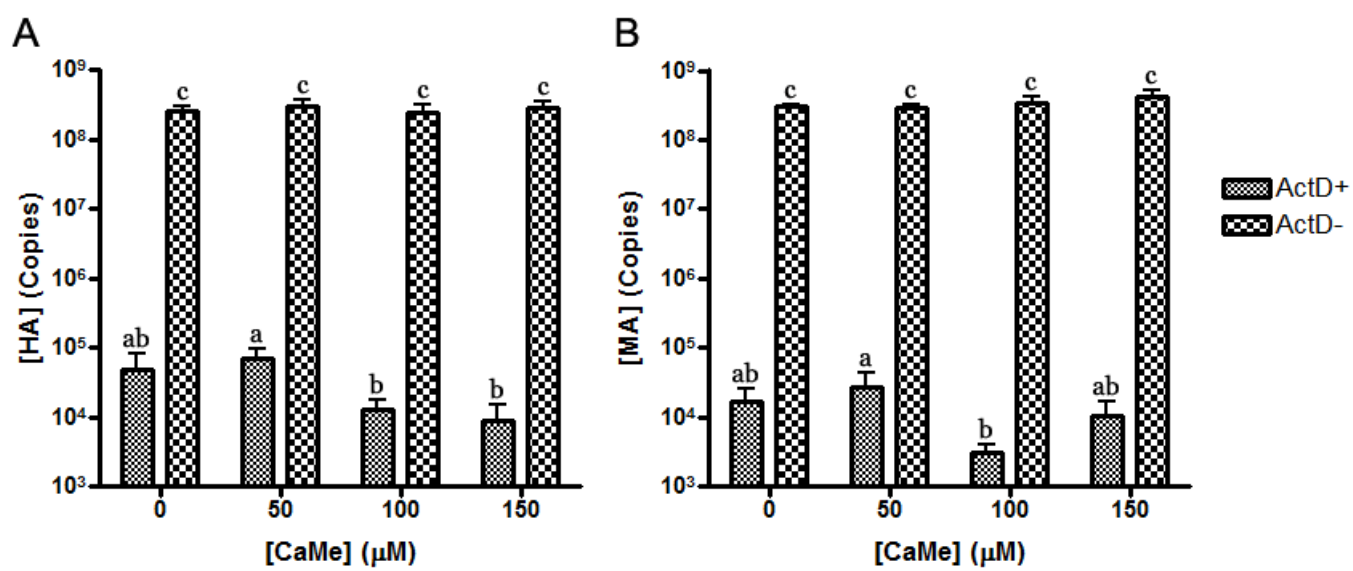 A
[HA] (Copies)
10⁹
10⁸
10⁷
10⁶
10⁵
10⁴
10³
ab
c
a
c
b
c
b
c
0
50
100
150
[CaMe] (µM)
B
[MA] (Copies)
10⁹
10⁸
10⁷
10⁶
10⁵
10⁴
10³
ab
c
a
c
b
c
ab
c
0
50
100
150
[CaMe] (µM)
ActD+
ActD-